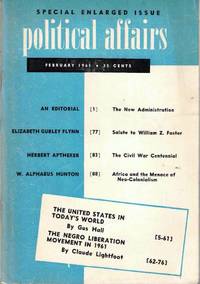 SPECIAL ENLARGED ISSUE
political affairs
FEBRUARY 1961 • 35 CENTS
AN EDITORIAL [1] The New Administration
ELIZABETH GURLEY FLYNN [77] Salute to William Z. Foster
HERBERT APTHEKER [83] The Civil War Centennial
W. ALPHAEUS HUNTON [88] Africa and the Menace of
Neo-Colonialism
THE UNITED STATES IN
TODAY'S WORLD
By Gus Hall [5-61]
THE NEGRO LIBERATION
MOVEMENT IN 1961
By Claude Lightfoot [62-76]